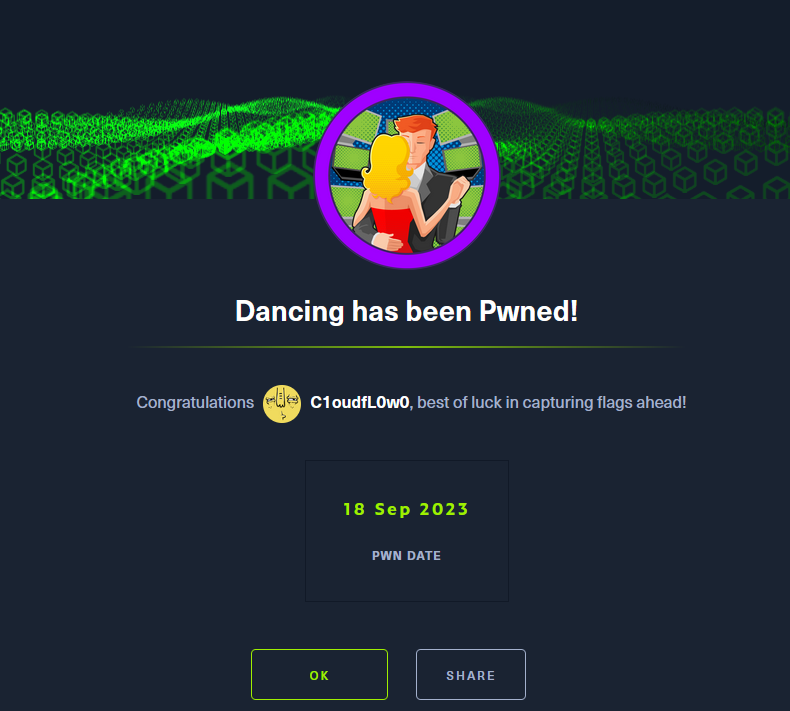 Dancing has been Pwned!
Congratulations C1oudfL0w0, best of luck in capturing flags ahead!
18 Sep 2023
PWN DATE
OK SHARE